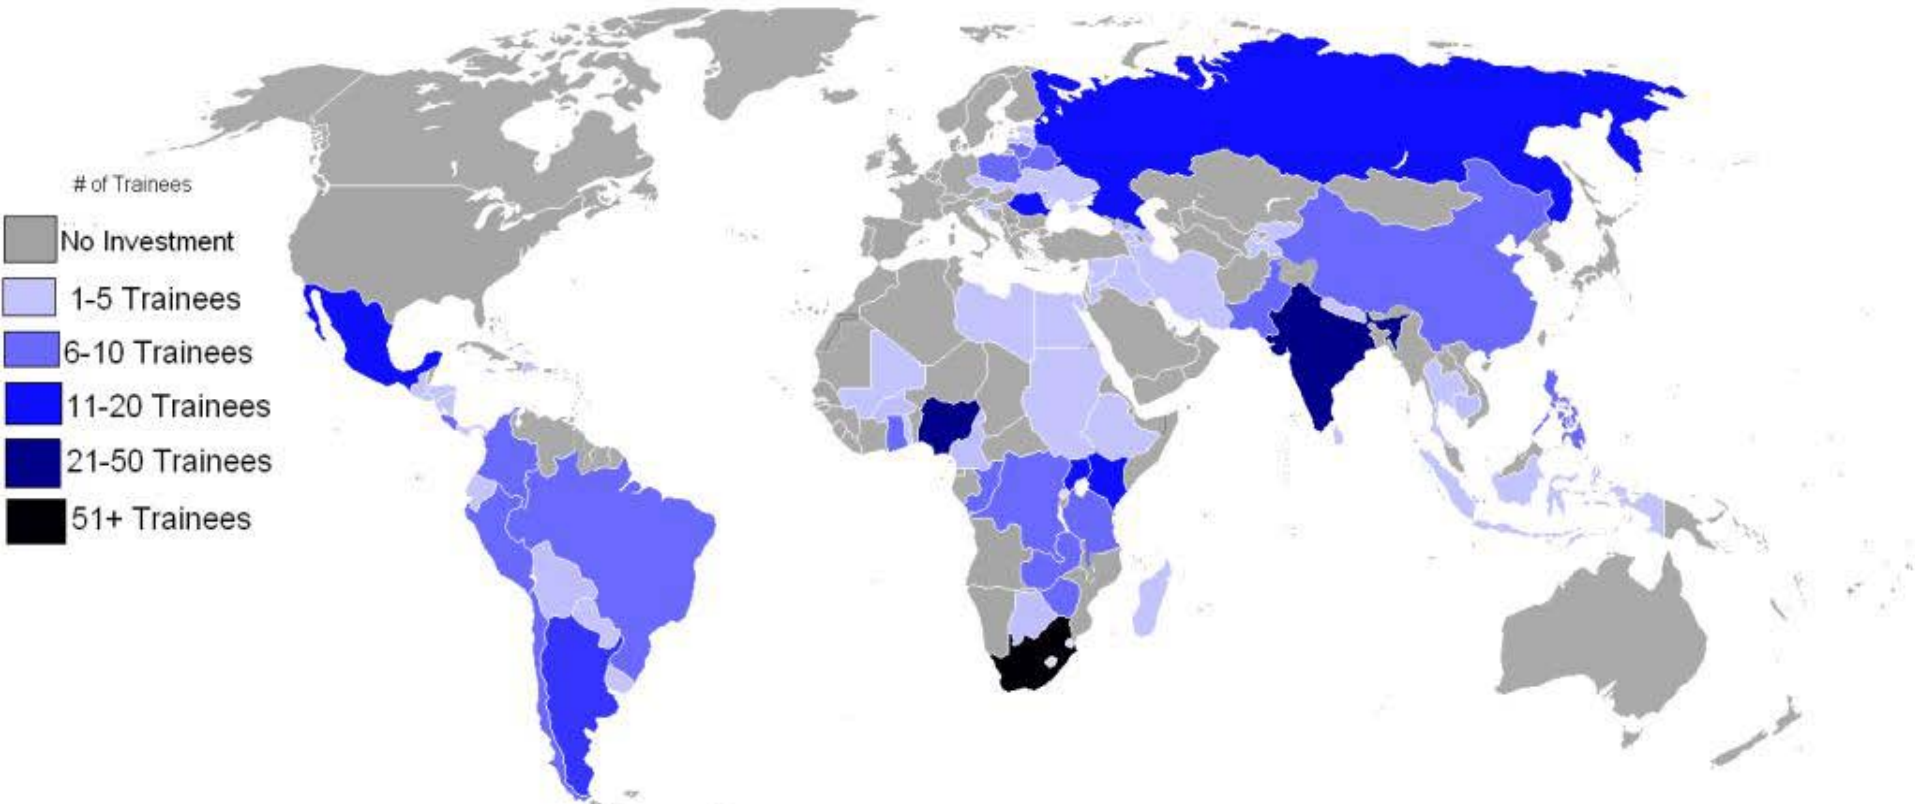 # of Trainees
No Investment
1-5 Trainees
6-10 Trainees
11-20 Trainees
21-50 Trainees
51+ Trainees